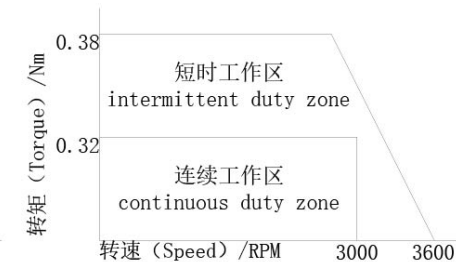 转矩（Torque）/Nm
0.38
短时工作区
intermittent duty zone
0.32
连续工作区
continuous duty zone
转速（Speed）/RPM
3000
3600